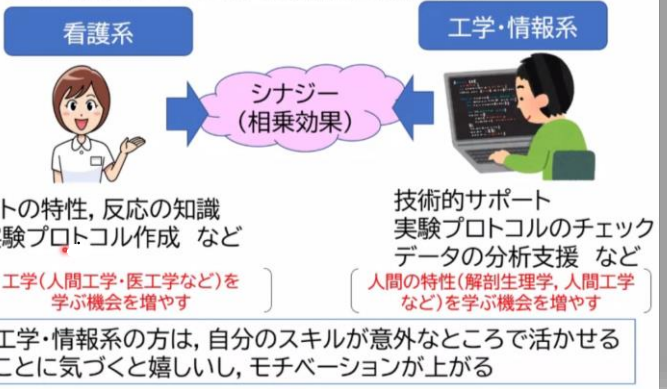 看護系
工学・情報系
シナジー
(相乗効果)
トの特性, 反応の知識
験プロトコル作成 など
技術的サポート
実験プロトコルのチェック
データの分析支援 など
工学(人間工学・医工学など)を
学ぶ機会を増やす
人間の特性(解剖生理学, 人間工学
など)を学ぶ機会を増やす
工学・情報系の方は, 自分のスキルが意外なところで活かせる
ことに気づくと嬉しいし, モチベーションが上がる